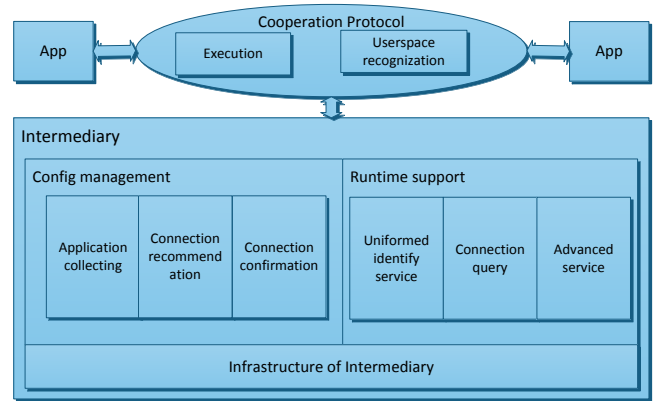 Cooperation Protocol
App
Execution
Userspace
recognization
App
Intermediary
Config management
Application
collecting
Connection
recommend
ation
Connection
confirmation
Runtime support
Uniformed
identify
service
Connection
query
Advanced
service
Infrastructure of Intermediary